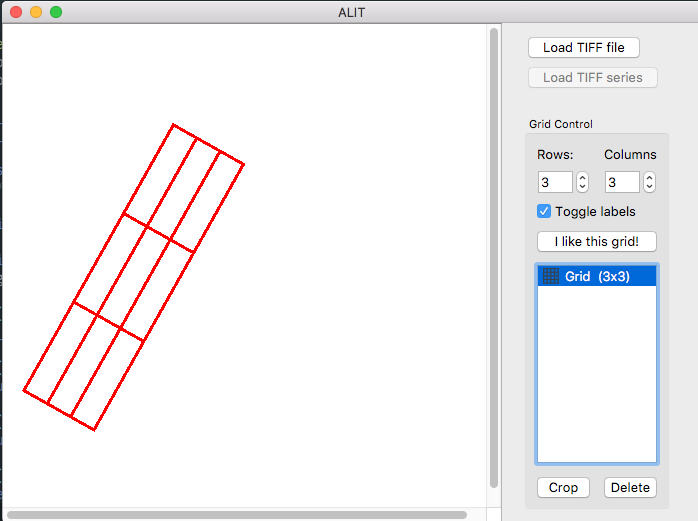 ALIT
Load TIFF file
Load TIFF series
Grid Control
Rows: Columns
3 3
Toggle labels
I like this grid!
Grid (3x3)
Crop Delete